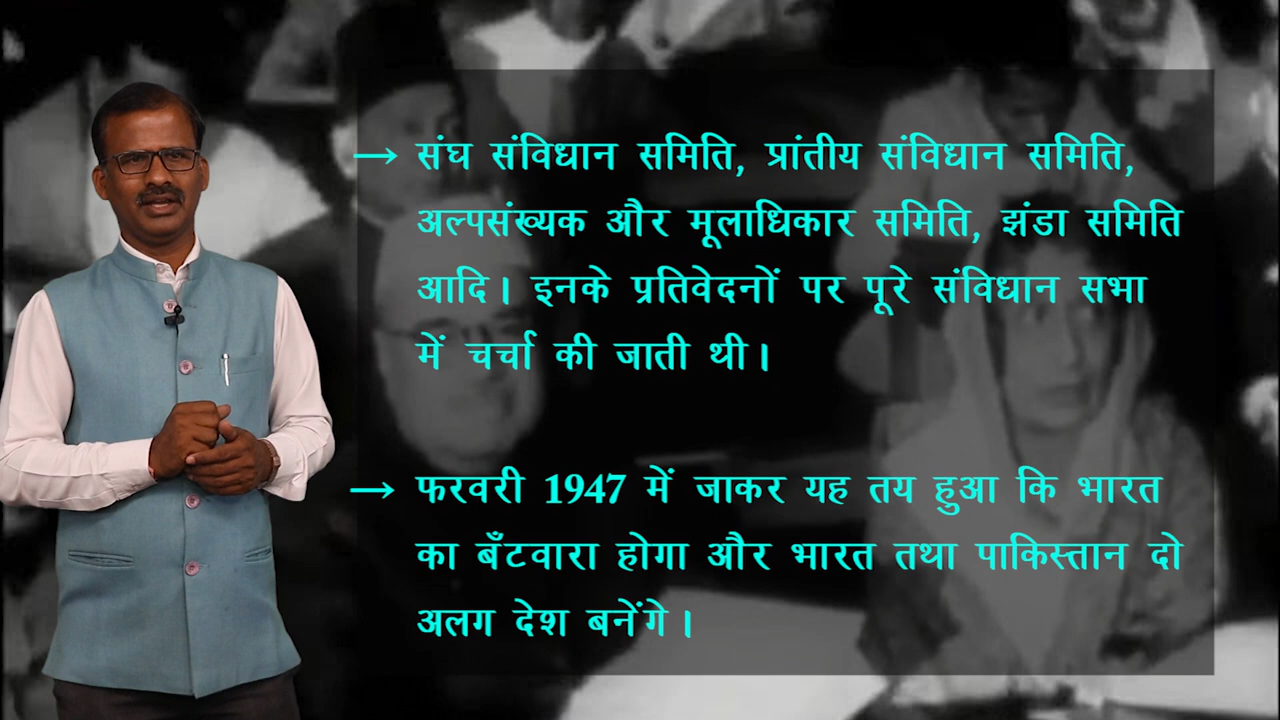 → संघ संविधान समिति, प्रांतीय संविधान समिति,
अल्पसंख्यक और मूलाधिकार समिति, झंडा समिति
आदि। इनके प्रतिवेदनों पर पूरे संविधान सभा
में चर्चा की जाती थी।
→ फरवरी 1947 में जाकर यह तय हुआ कि भारत
का बँटवारा होगा और भारत तथा पाकिस्तान दो
अलग देश बनेंगे।